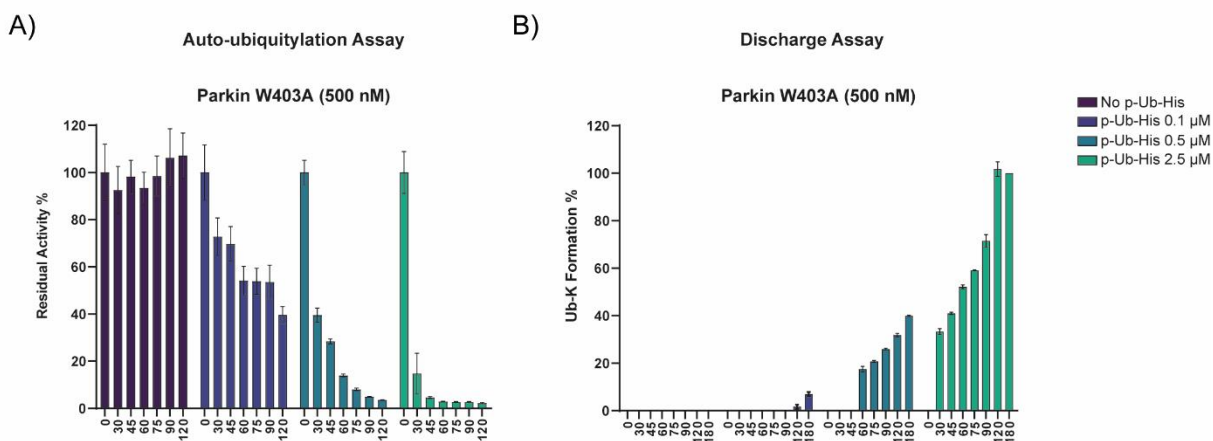 A)
Auto-ubiquitylation Assay
Parkin W403A (500 nM)
Residual Activity %
120
100
80
60
40
20
0
0 30 45 60 75 90 120 0 30 45 60 75 90 120 0 30 45 60 75 90 120 0 30 45 60 75 90 120
B)
Discharge Assay
Parkin W403A (500 nM)
Ub-K Formation %
120
100
80
60
40
20
0
0 30 45 60 75 90 120 180 0 30 45 60 75 90 120 180 0 30 45 60 75 90 120 180 0 30 45 60 75 90 120 180
No p-Ub-His
p-Ub-His 0.1 µM
p-Ub-His 0.5 µM
p-Ub-His 2.5 µM